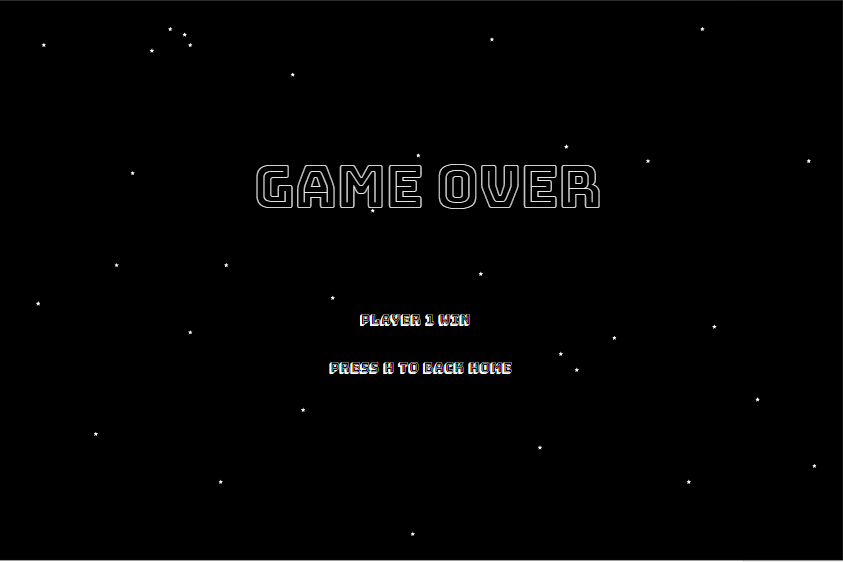 GAME OVER
PLAYER 1 WIN
PRESS H TO BACK HOME